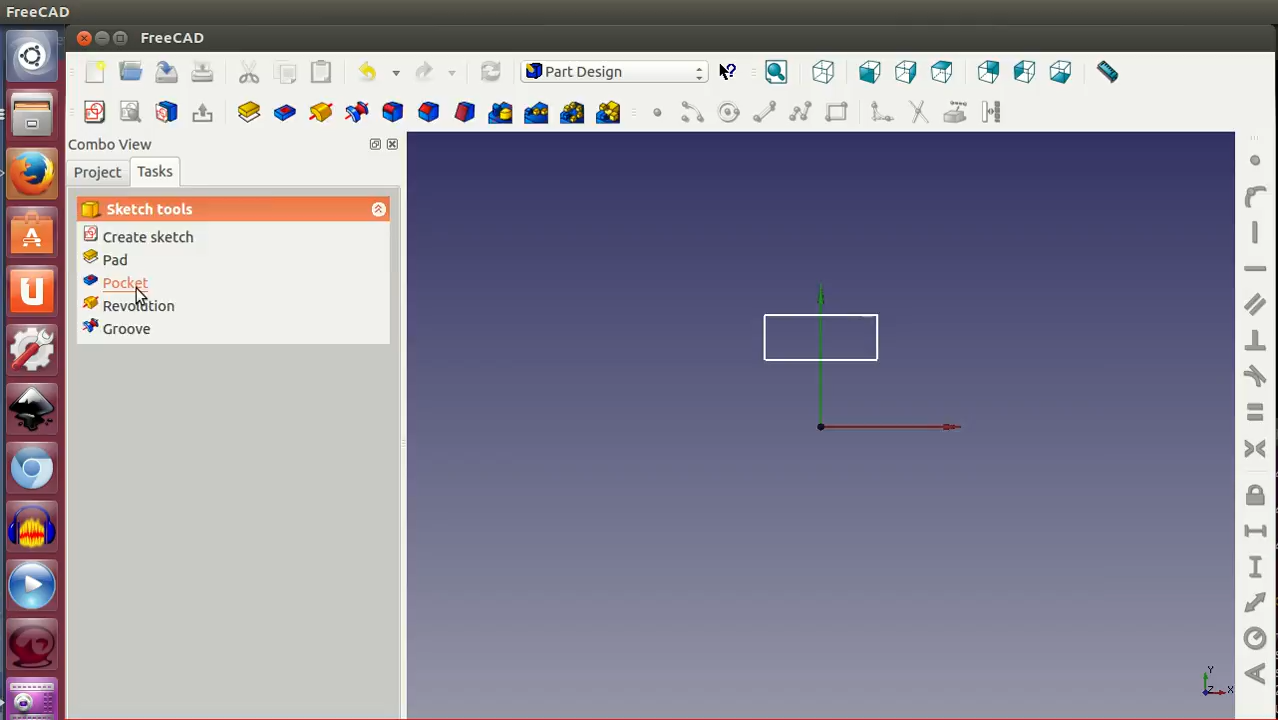 FreeCAD
FreeCAD
Part Design
Combo View
Project
Tasks
Sketch tools
Create sketch
Pad
Pocket
Revolution
Groove
Y
Z
X